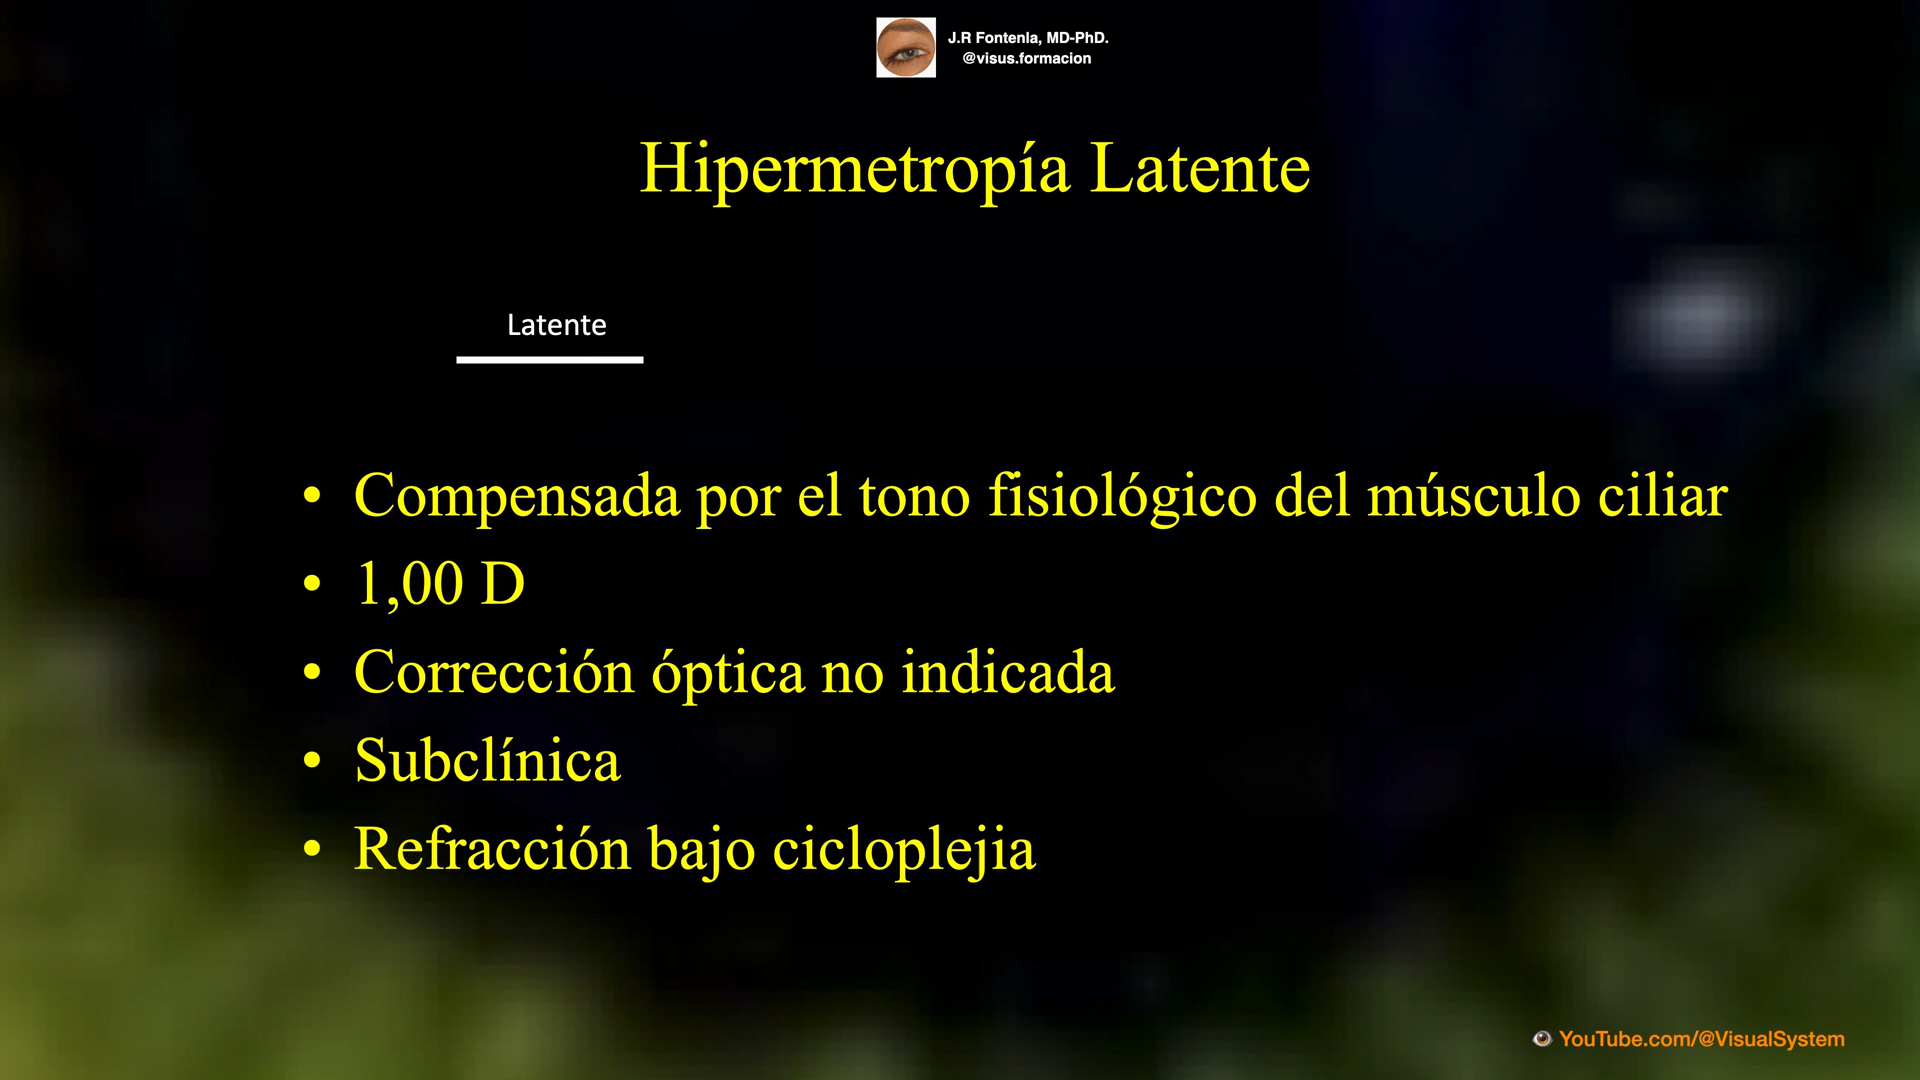 J.R Fontenla, MD-PhD.
@visus.formacion
Hipermetropía Latente
Latente
• Compensada por el tono fisiológico del músculo ciliar
• 1,00 D
• Corrección óptica no indicada
• Subclínica
• Refracción bajo cicloplejia
YouTube.com/@VisualSystem